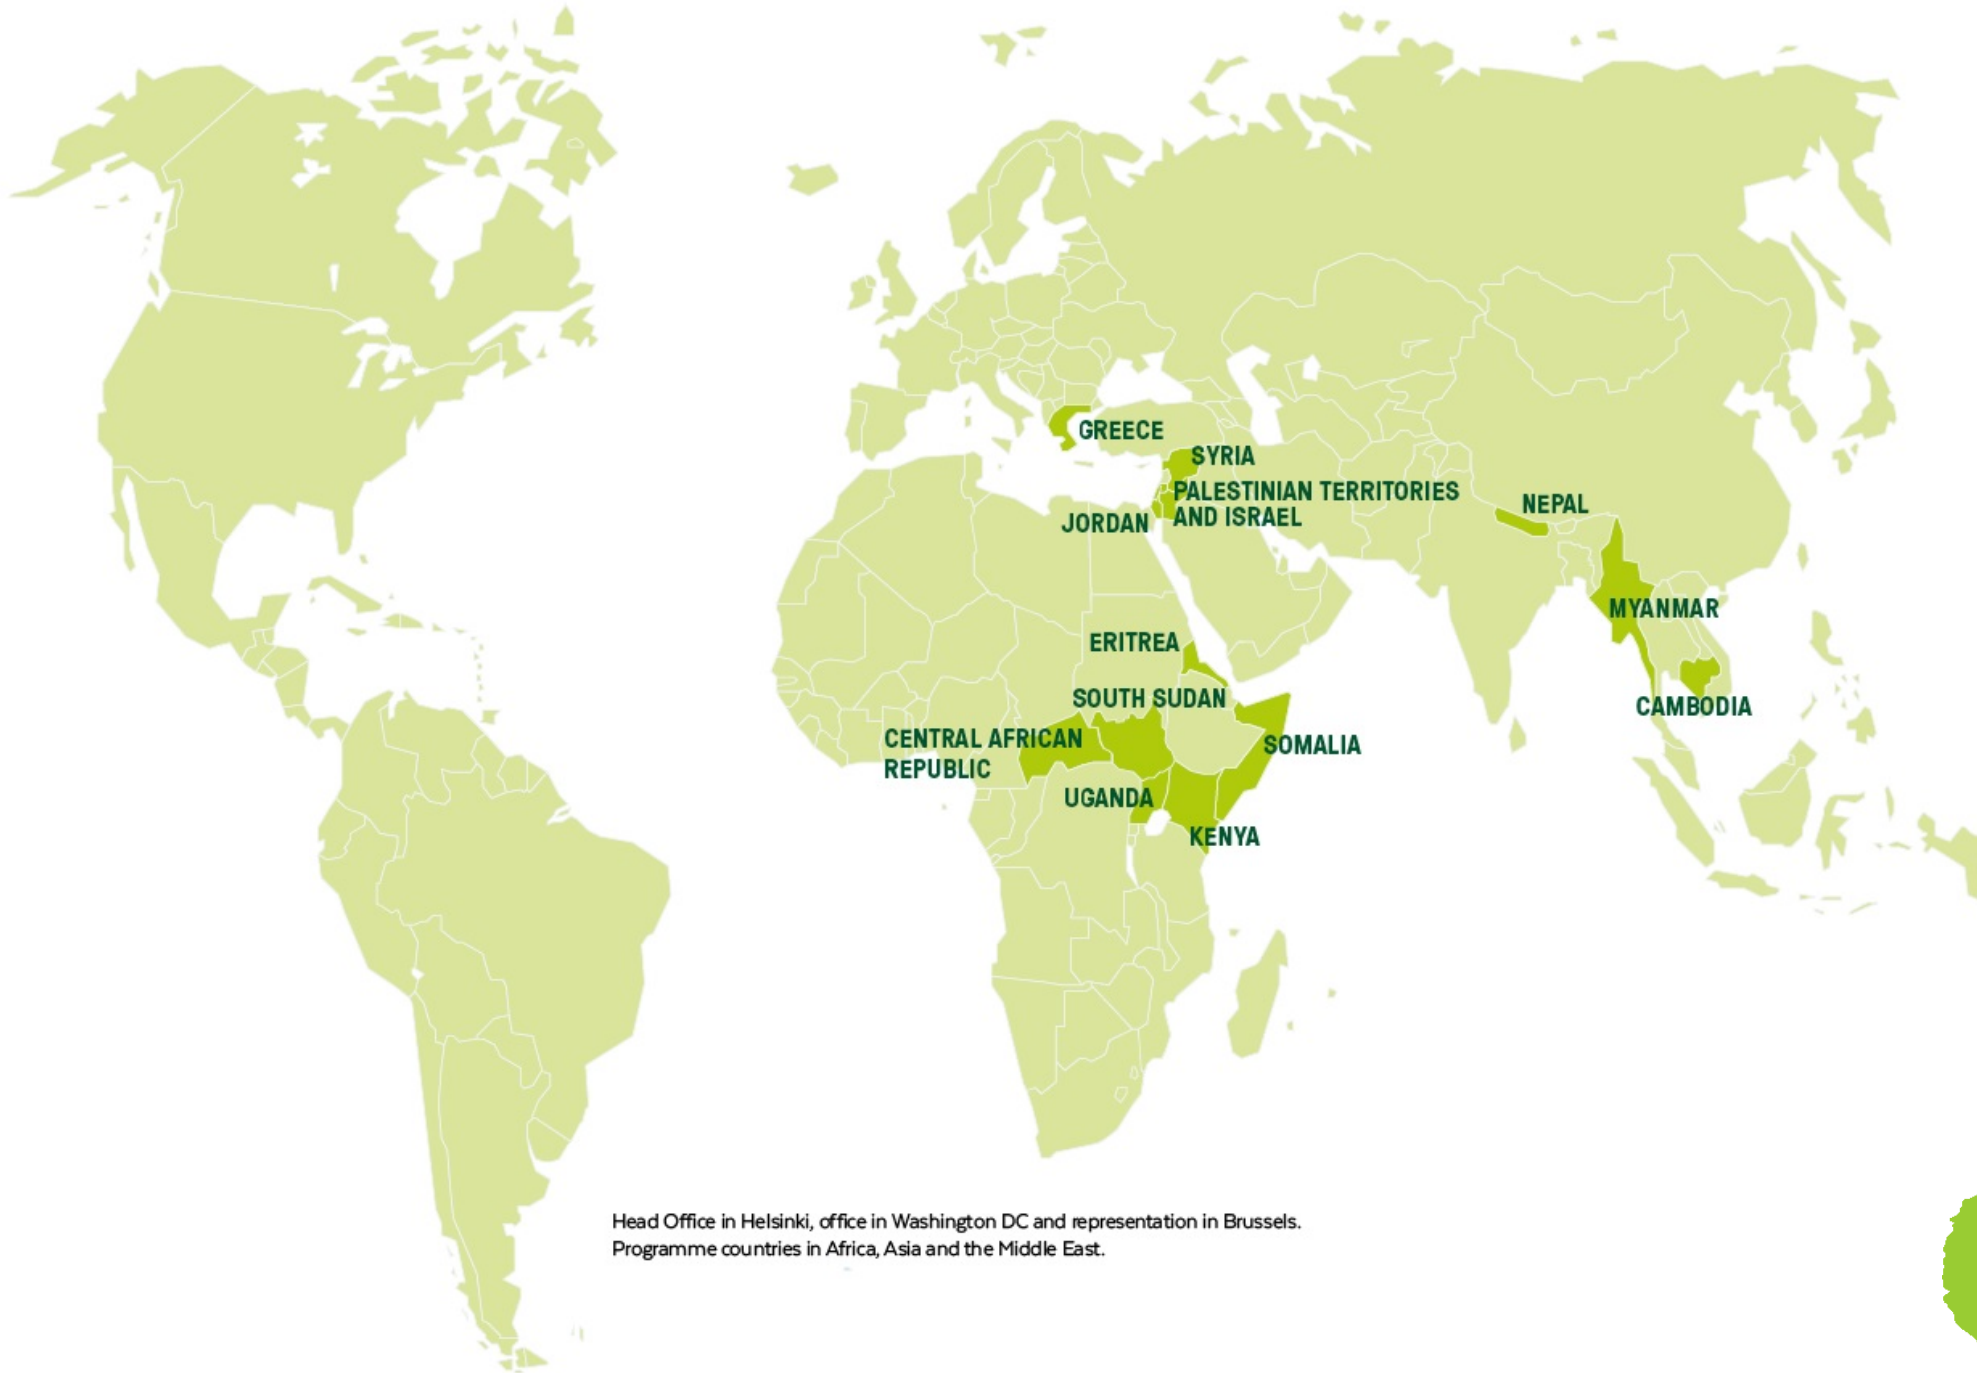 GREECE
SYRIA
PALESTINIAN TERRITORIES
AND ISRAEL
JORDAN
NEPAL
MYANMAR
ERITREA
SOUTH SUDAN
CAMBODIA
CENTRAL AFRICAN
REPUBLIC
SOMALIA
UGANDA
KENYA
Head Office in Helsinki, office in Washington DC and representation in Brussels.
Programme countries in Africa, Asia and the Middle East.